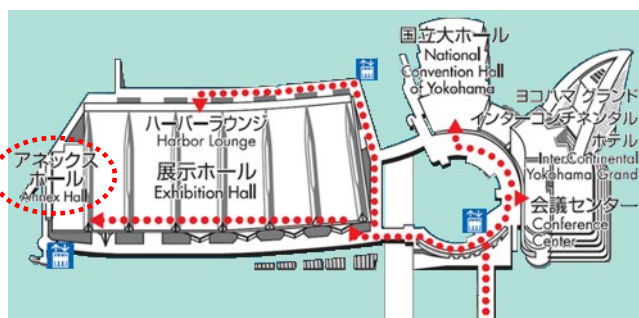 国立大ホール
National
Convention Hall
of Yokohama
ヨコハマ グランド
インターコンチネンタル
ホテル
InterContinental
Yokohama Grand
ハーバーラウンジ
Harbor Lounge
アネックス
ホール
Annex Hall
展示ホール
Exhibition Hall
会議センター
Conference
Center